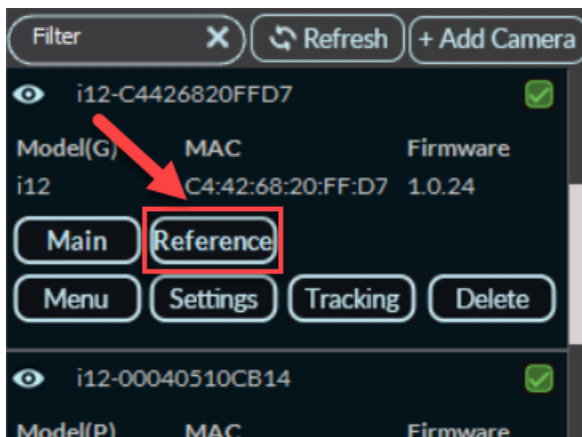 Filter Refresh + Add Camera
i12-C4426820FFD7
Model(G) MAC Firmware
i12 C4:42:68:20:FF:D7 1.0.24
Main Reference
Menu Settings Tracking Delete
i12-00040510CB14
Model(P) MAC Firmware